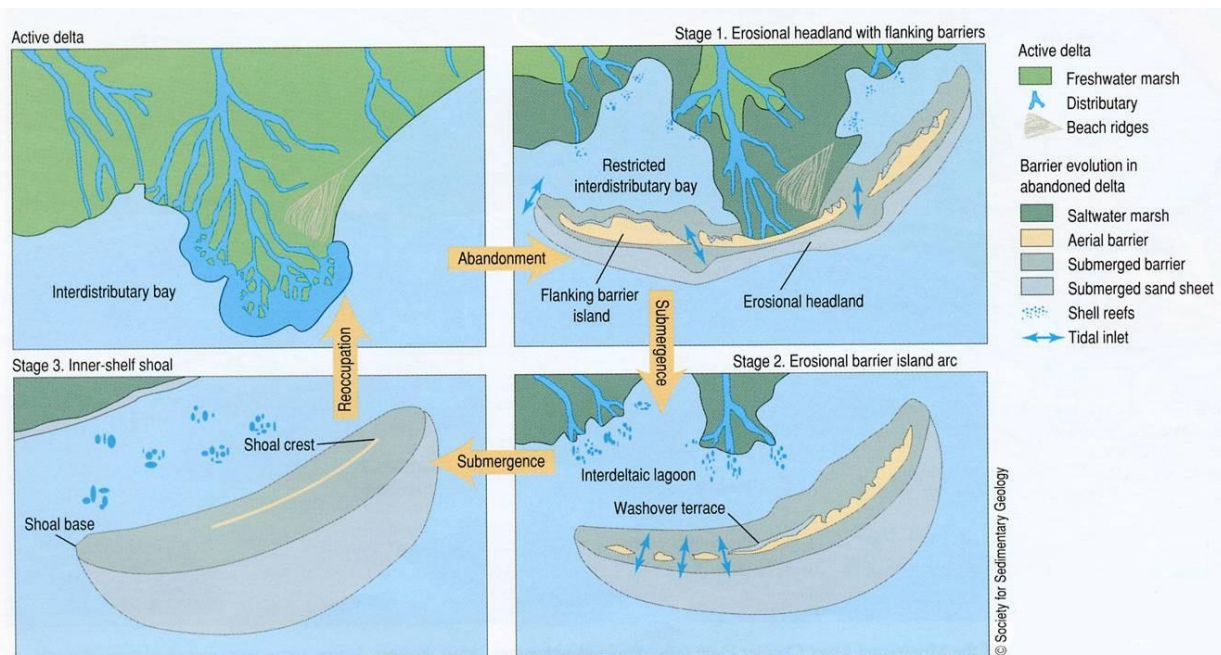 Active delta
Interdistributary bay
Abandonment
Stage 1. Erosional headland with flanking barriers
Restricted
interdistributary bay
Flanking barrier
island
Erosional headland
Submergence
Stage 2. Erosional barrier island arc
Interdeltaic lagoon
Washover terrace
Submergence
Stage 3. Inner-shelf shoal
Shoal crest
Shoal base
Reoccupation
Active delta
Freshwater marsh
Distributary
Beach ridges
Barrier evolution in
abandoned delta
Saltwater marsh
Aerial barrier
Submerged barrier
Submerged sand sheet
Shell reefs
Tidal inlet
© Society for Sedimentary Geology